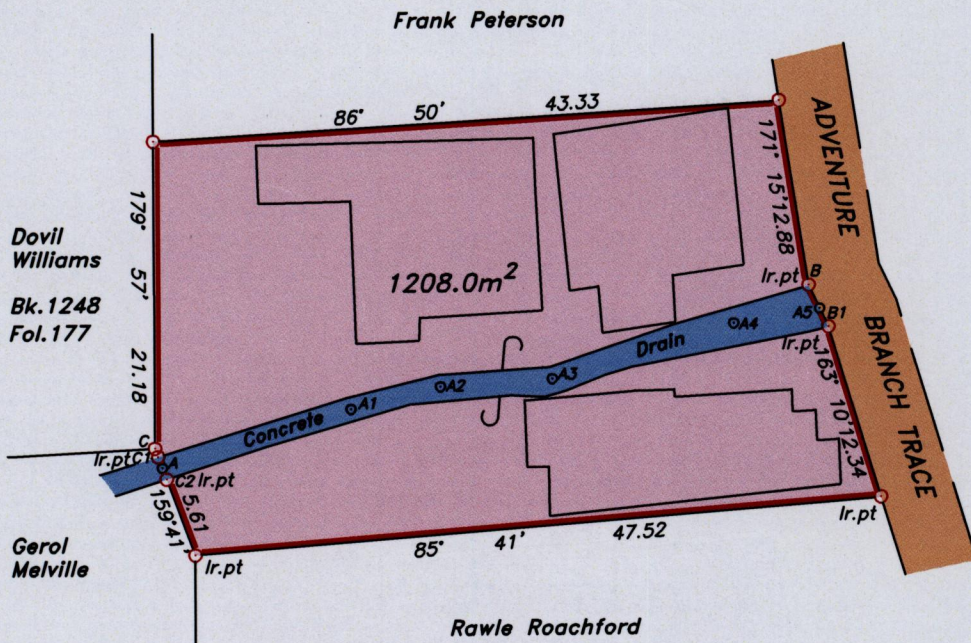 Frank Peterson
86° 50' 43.33
ADVENTURE
BRANCH TRACE
171° 15' 12.88
179° 57' 21.18
Dovil
Williams
Bk.1248
Fol.177
1208.0m²
Ir.pt
B
A5
B1
Ir.pt
A4
Drain
A3
A2
A1
Concrete
C
Ir.pt
C1
A
C2
Ir.pt
163° 10' 12.34
159°41'
5.61
Ir.pt
85° 41' 47.52
Ir.pt
Gerol
Melville
Rawle Roachford